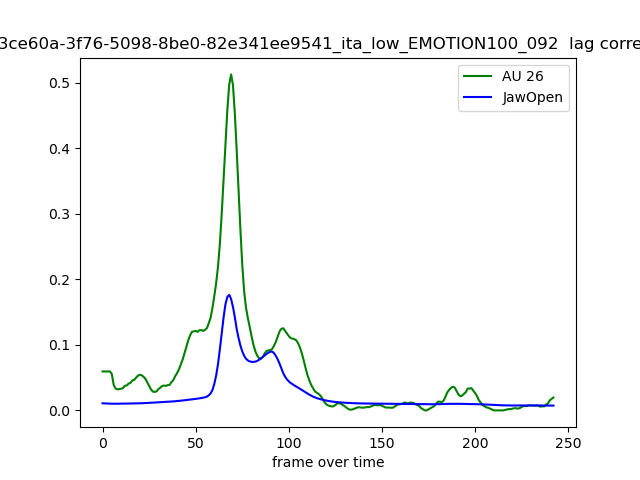 3ce60a-3f76-5098-8be0-82e341ee9541_ita_low_EMOTION100_092 lag corre
AU 26
JawOpen
0.5
0.4
0.3
0.2
0.1
0.0
0 50 100 150 200 250
frame over time